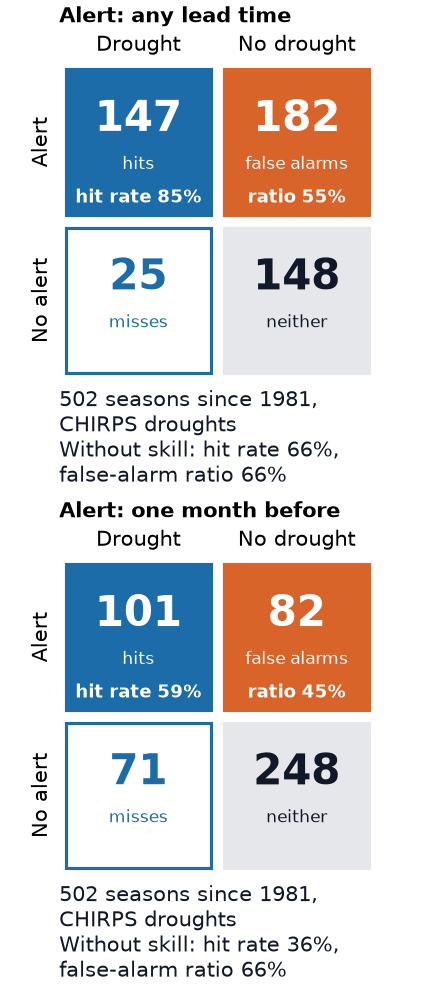 Alert: any lead time
Drought No drought
Alert
147
hits
hit rate 85%
182
false alarms
ratio 55%
No alert
25
misses
148
neither
502 seasons since 1981,
CHIRPS droughts
Without skill: hit rate 66%,
false-alarm ratio 66%
Alert: one month before
Drought No drought
Alert
101
hits
hit rate 59%
82
false alarms
ratio 45%
No alert
71
misses
248
neither
502 seasons since 1981,
CHIRPS droughts
Without skill: hit rate 36%,
false-alarm ratio 66%